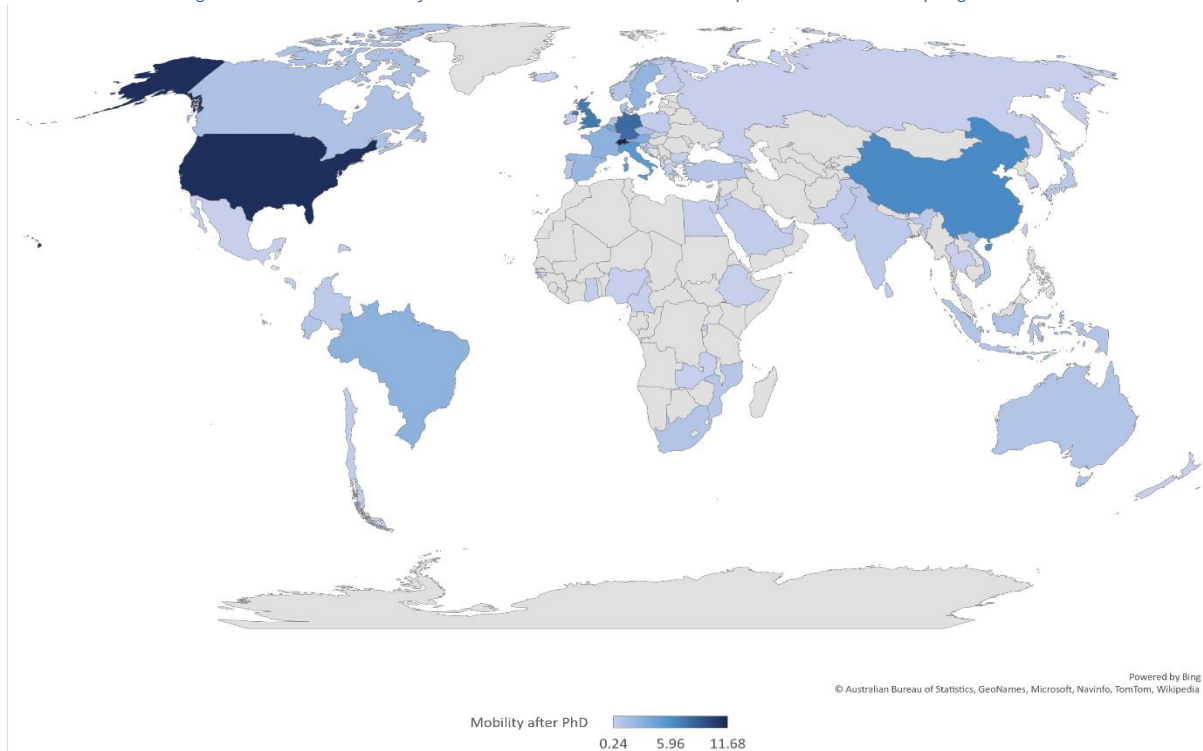 Powered by Bing
© Australian Bureau of Statistics, GeoNames, Microsoft, Navinfo, TomTom, Wikipedia
Mobility after PhD
0.24 5.96 11.68